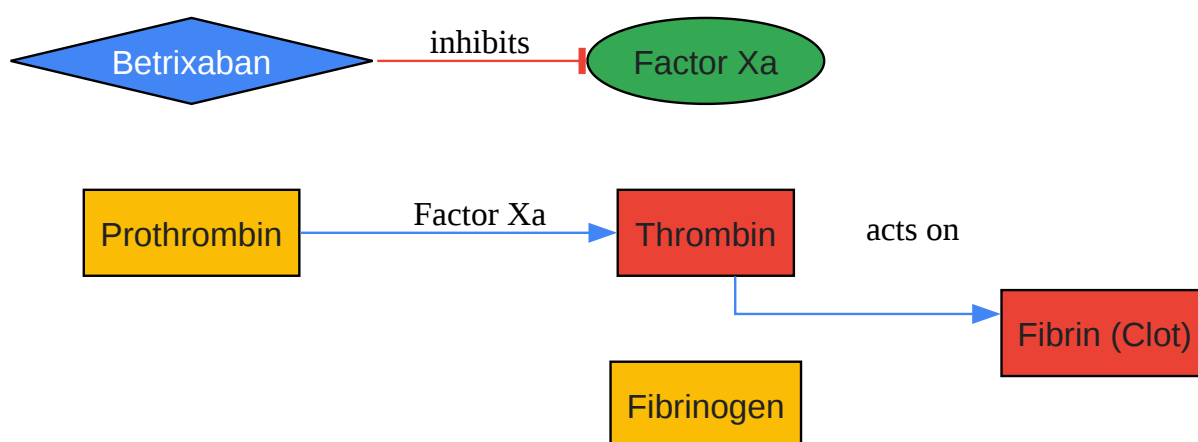 Betrixaban
inhibits
Factor Xa
Prothrombin
Factor Xa
Thrombin
acts on
Fibrin (Clot)
Fibrinogen